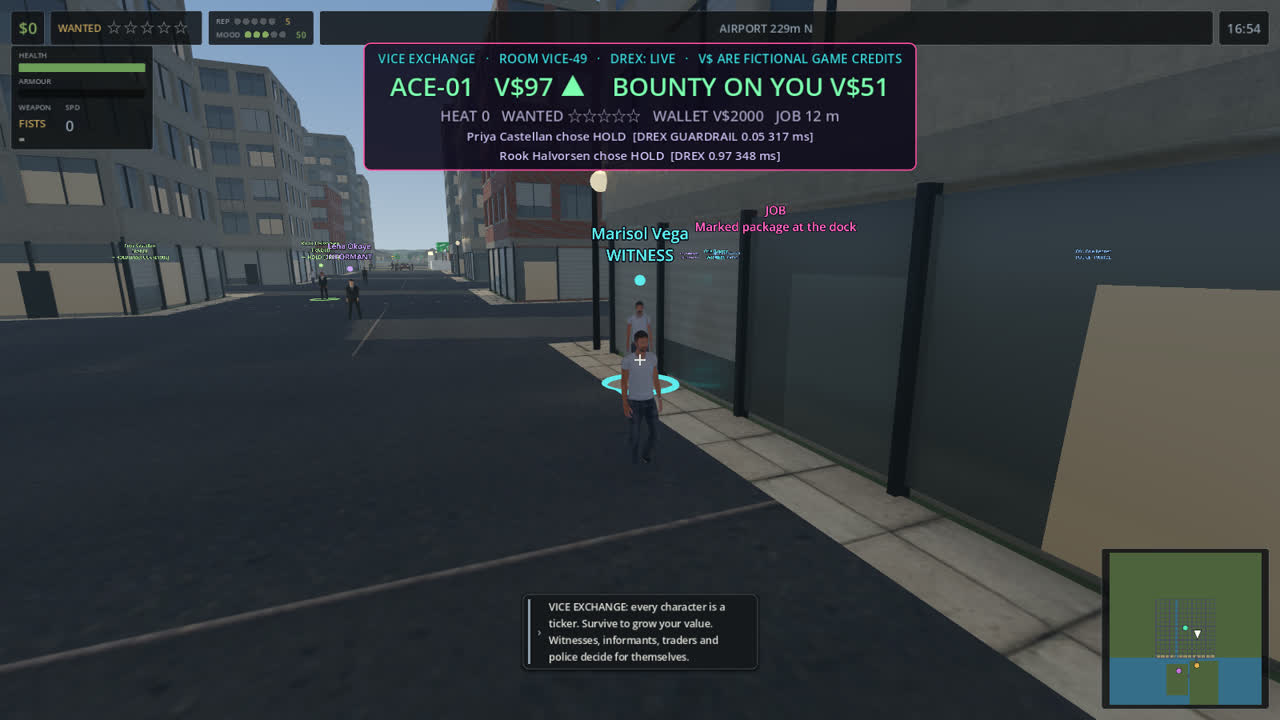 $0
WANTED ☆☆☆☆☆
REP 5
MOOD 50
AIRPORT 229m N
16:54
HEALTH
ARMOUR
WEAPON SPD
FISTS 0
VICE EXCHANGE · ROOM VICE-49 · DREX: LIVE · V$ ARE FICTIONAL GAME CREDITS
ACE-01 V$97 ▲ BOUNTY ON YOU V$51
HEAT 0 WANTED ☆☆☆☆☆ WALLET V$2000 JOB 12 m
Priya Castellan chose HOLD [DREX GUARDRAIL 0.05 317 ms]
Rook Halvorsen chose HOLD [DREX 0.97 348 ms]
JOB
Marked package at the dock
Marisol Vega
WITNESS
VICE EXCHANGE: every character is a
ticker. Survive to grow your value.
Witnesses, informants, traders and
police decide for themselves.